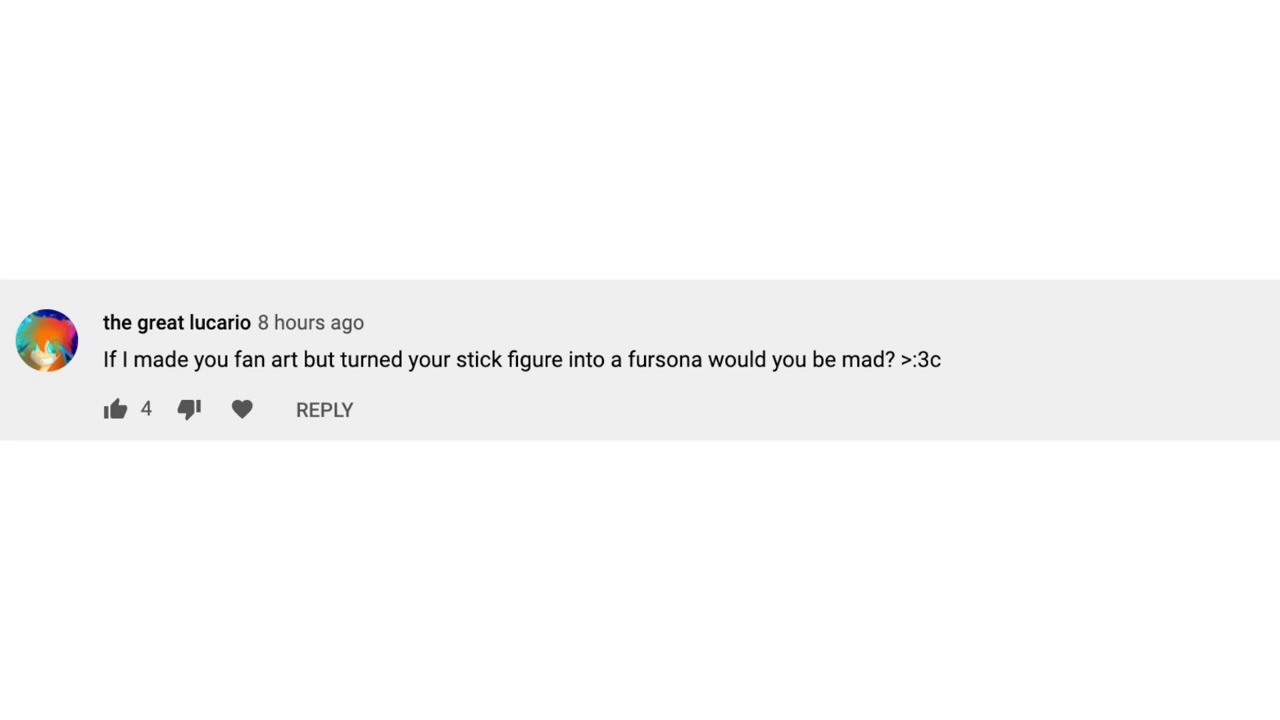 the great lucario 8 hours ago
If I made you fan art but turned your stick figure into a fursona would you be mad? >:3c
4 REPLY